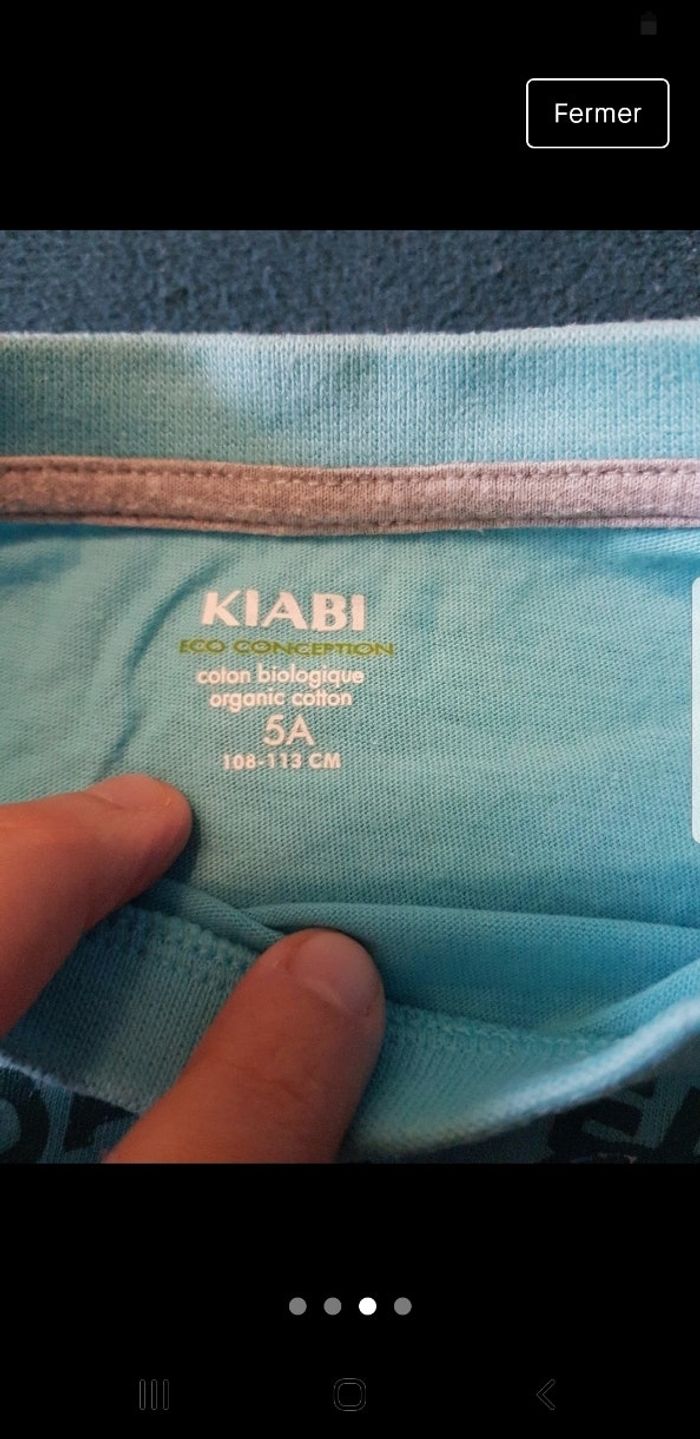 Fermer
KIABI
ECO CONCEPTION
coton biologique
organic cotton
5A
108-113 CM